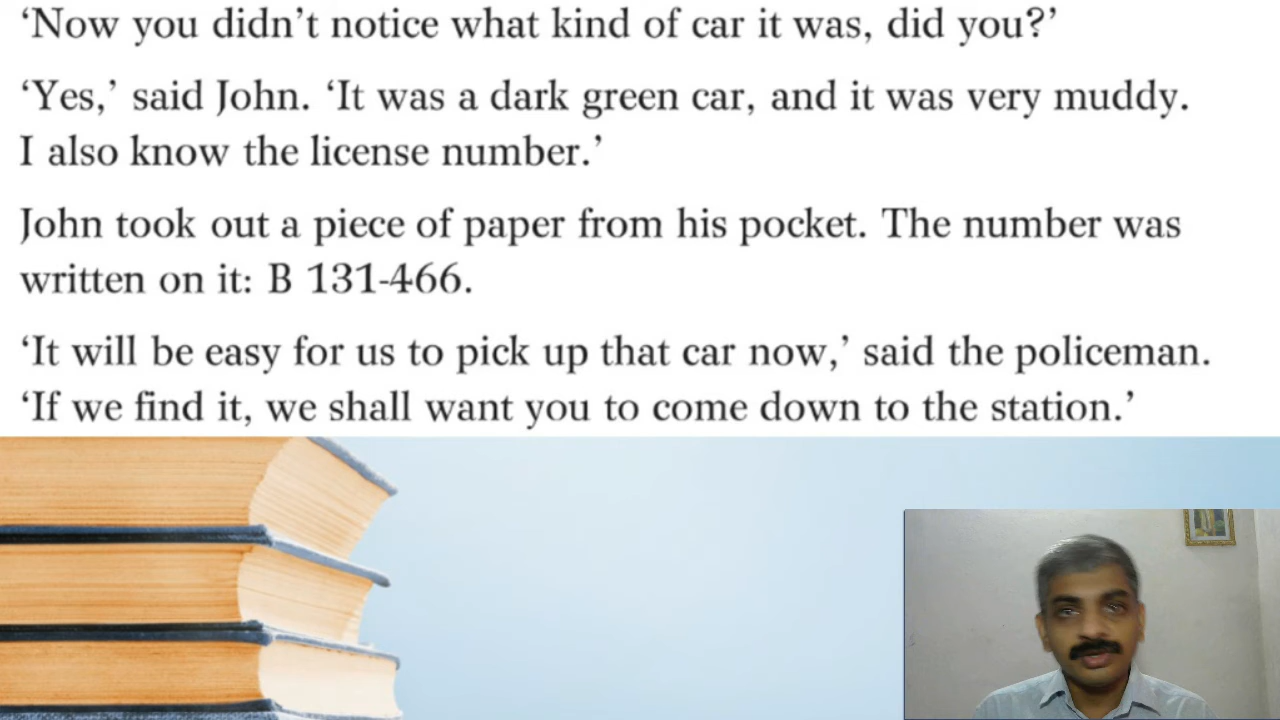 ‘Now you didn’t notice what kind of car it was, did you?’
‘Yes,’ said John. ‘It was a dark green car, and it was very muddy.
I also know the license number.’
John took out a piece of paper from his pocket. The number was
written on it: B 131-466.
‘It will be easy for us to pick up that car now,’ said the policeman.
‘If we find it, we shall want you to come down to the station.’